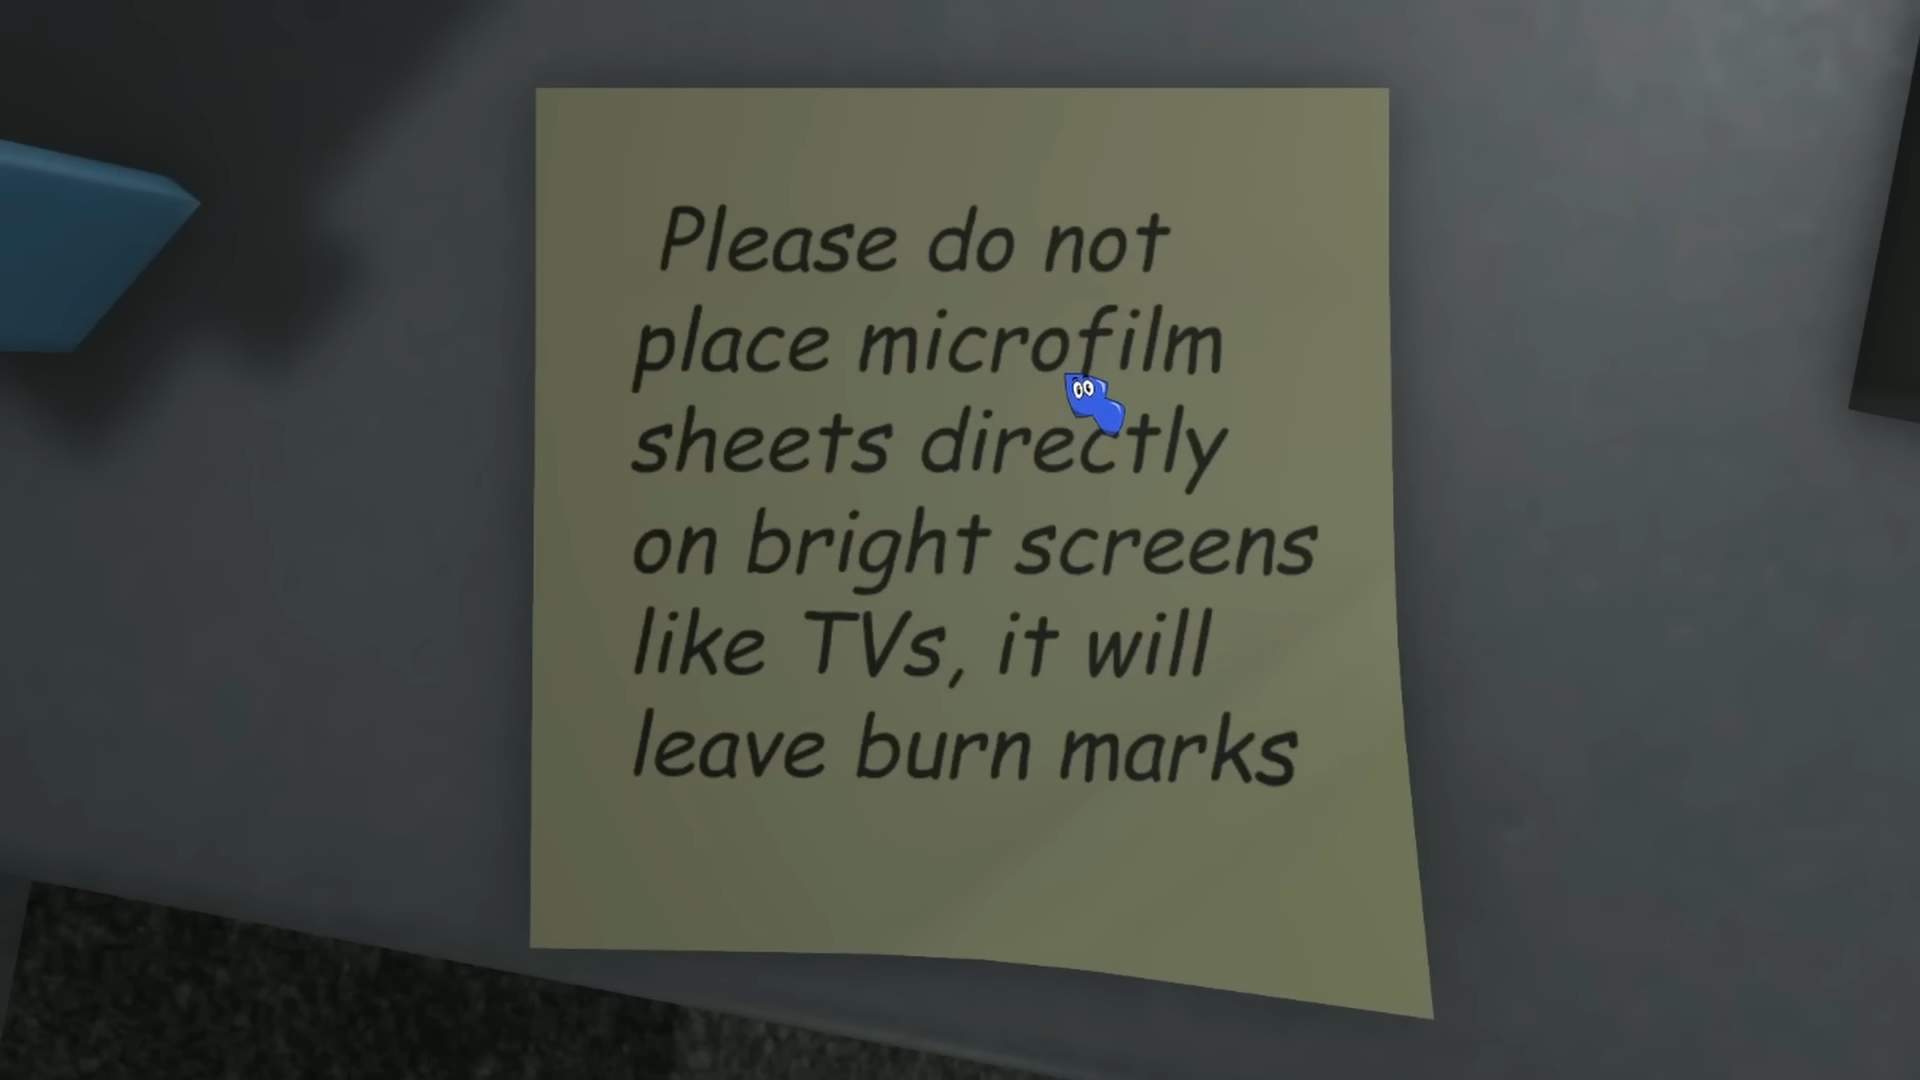 Please do not
place microfilm
sheets directly
on bright screens
like TVs, it will
leave burn marks